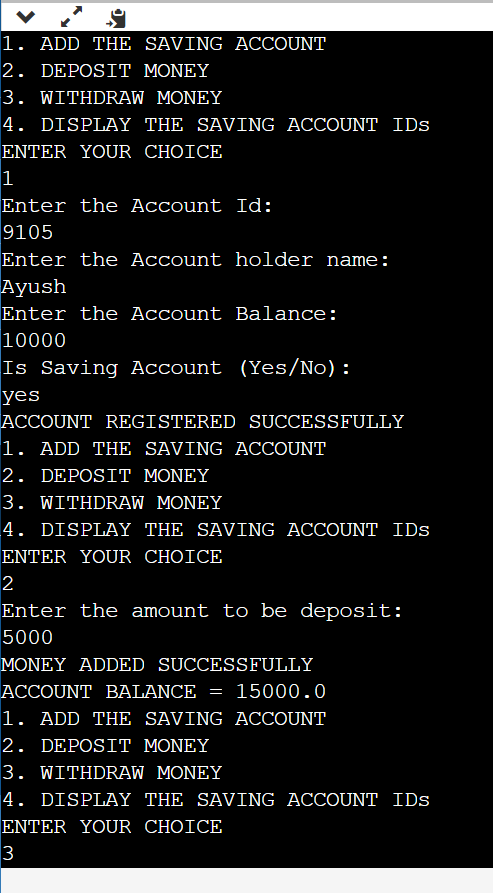 1. ADD THE SAVING ACCOUNT
2. DEPOSIT MONEY
3. WITHDRAW MONEY
4. DISPLAY THE SAVING ACCOUNT IDs
ENTER YOUR CHOICE
1
Enter the Account Id:
9105
Enter the Account holder name:
Ayush
Enter the Account Balance:
10000
Is Saving Account (Yes/No):
yes
ACCOUNT REGISTERED SUCCESSFULLY
1. ADD THE SAVING ACCOUNT
2. DEPOSIT MONEY
3. WITHDRAW MONEY
4. DISPLAY THE SAVING ACCOUNT IDs
ENTER YOUR CHOICE
2
Enter the amount to be deposit:
5000
MONEY ADDED SUCCESSFULLY
ACCOUNT BALANCE = 15000.0
1. ADD THE SAVING ACCOUNT
2. DEPOSIT MONEY
3. WITHDRAW MONEY
4. DISPLAY THE SAVING ACCOUNT IDs
ENTER YOUR CHOICE
3